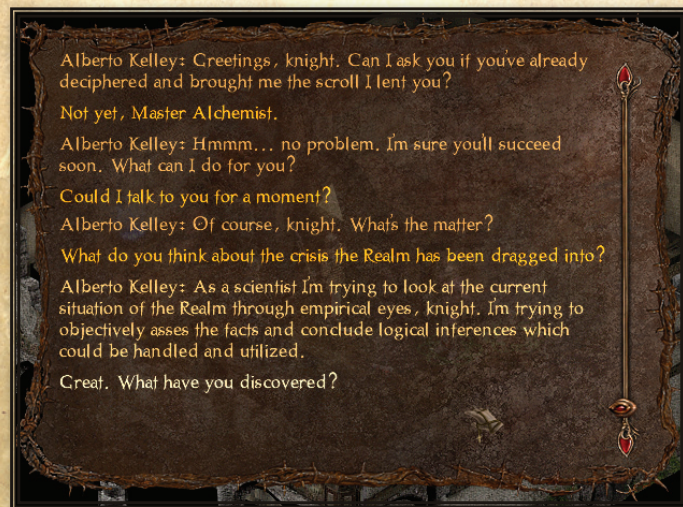 Alberto Kelley: Greetings, knight. Can I ask you if you've already
deciphered and brought me the scroll I lent you?
Not yet, Master Alchemist.
Alberto Kelley: Hmmm... no problem. I'm sure you'll succeed
soon. What can I do for you?
Could I talk to you for a moment?
Alberto Kelley: Of course, knight. What's the matter?
What do you think about the crisis the Realm has been dragged into?
Alberto Kelley: As a scientist I'm trying to look at the current
situation of the Realm through empirical eyes, knight. I'm trying to
objectively asses the facts and conclude logical inferences which
could be handled and utilized.
Great. What have you discovered?